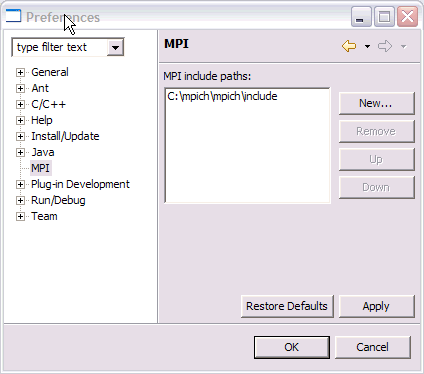 Preferences
type filter text
MPI
General
Ant
C/C++
Help
Install/Update
Java
MPI
Plug-in Development
Run/Debug
Team
MPI include paths:
C:\mpich\mpich\include
New...
Remove
Up
Down
Restore Defaults
Apply
OK
Cancel